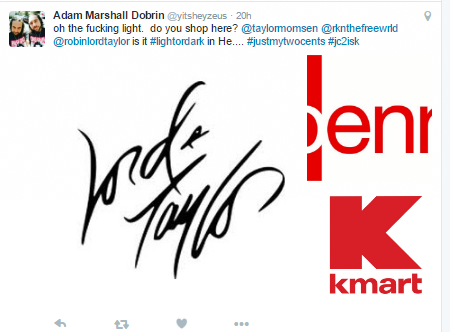 Adam Marshall Dobrin @yitsheyzeus · 20h
oh the fucking light. do you shop here? @taylormomsen @rknthefreewrld
@robinlordtaylor is it #lightordark in He.... #justmytwocents #jc2isk
Lord &
Taylor
penn
kmart